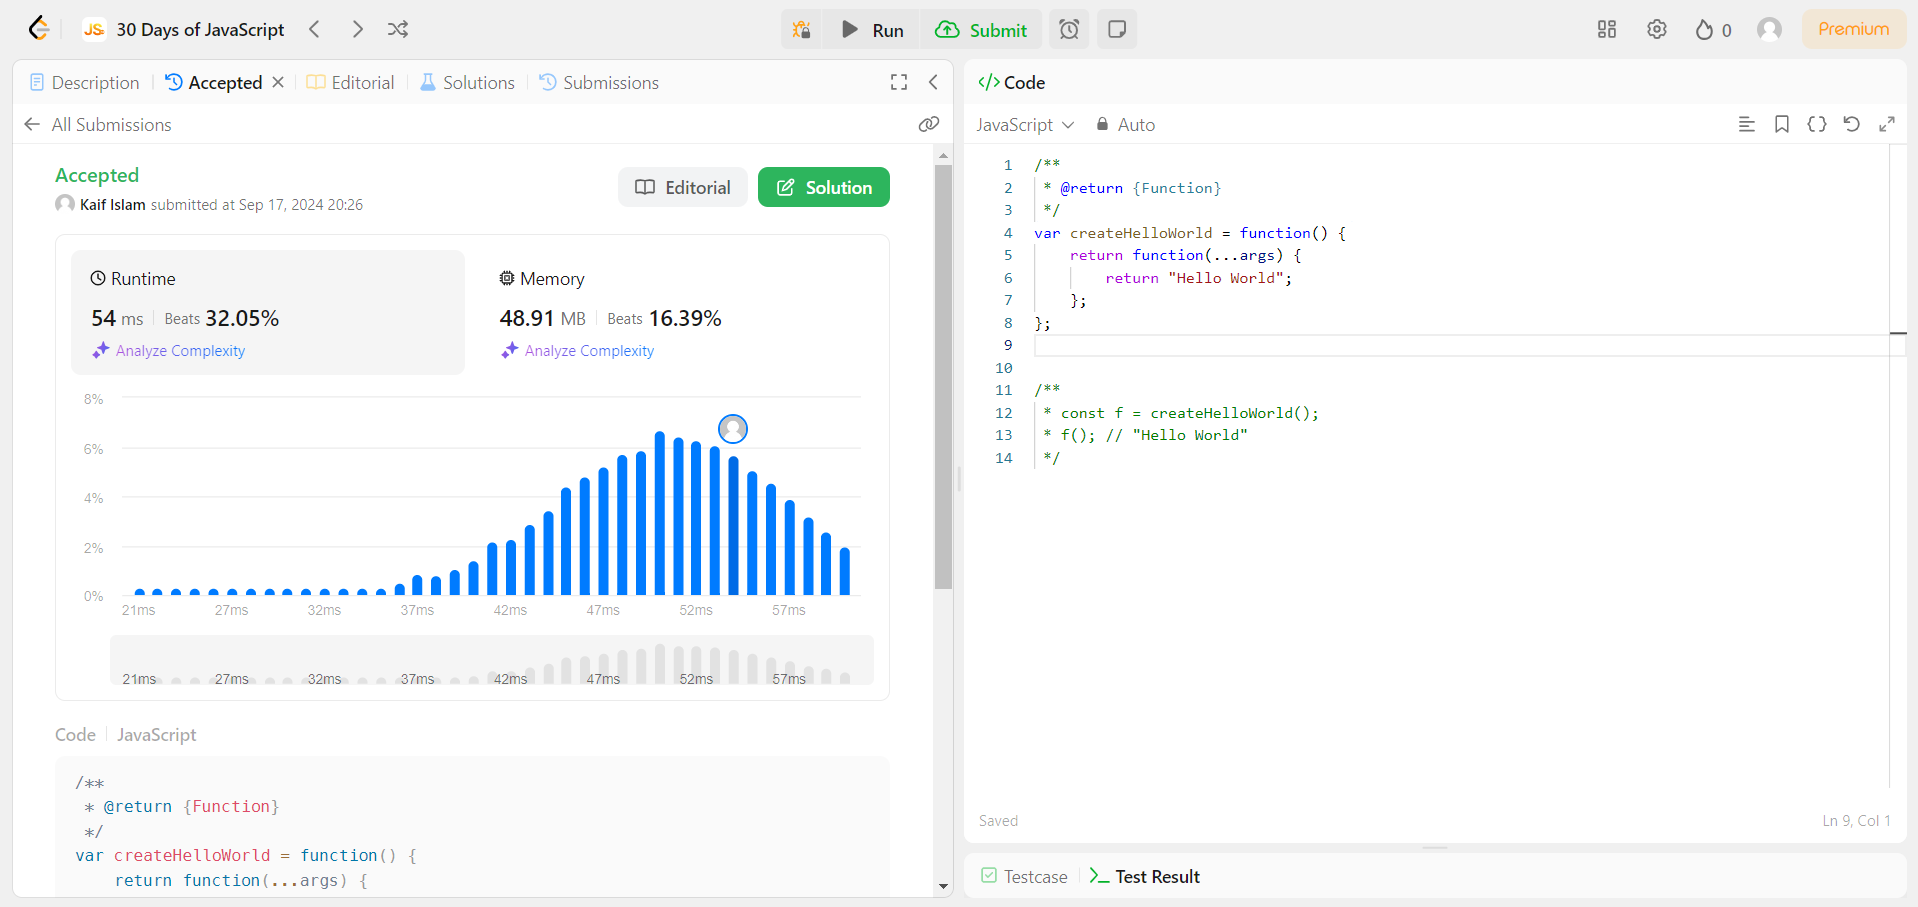 JS 30 Days of JavaScript
Run
Submit
0
Premium
Description
Accepted
Editorial
Solutions
Submissions
All Submissions
Accepted
Kaif Islam submitted at Sep 17, 2024 20:26
Editorial
Solution
Runtime
54 ms Beats 32.05%
Analyze Complexity
Memory
48.91 MB Beats 16.39%
Analyze Complexity
8%
6%
4%
2%
0%
21ms 27ms 32ms 37ms 42ms 47ms 52ms 57ms
21ms 27ms 32ms 37ms 42ms 47ms 52ms 57ms
Code JavaScript
/**
 * @return {Function}
 */
var createHelloWorld = function() {
    return function(...args) {
</> Code
JavaScript Auto
1 /**
2  * @return {Function}
3  */
4 var createHelloWorld = function() {
5     return function(...args) {
6         return "Hello World";
7     };
8 };
9
10
11 /**
12  * const f = createHelloWorld();
13  * f(); // "Hello World"
14  */
Saved
Ln 9, Col 1
Testcase
Test Result